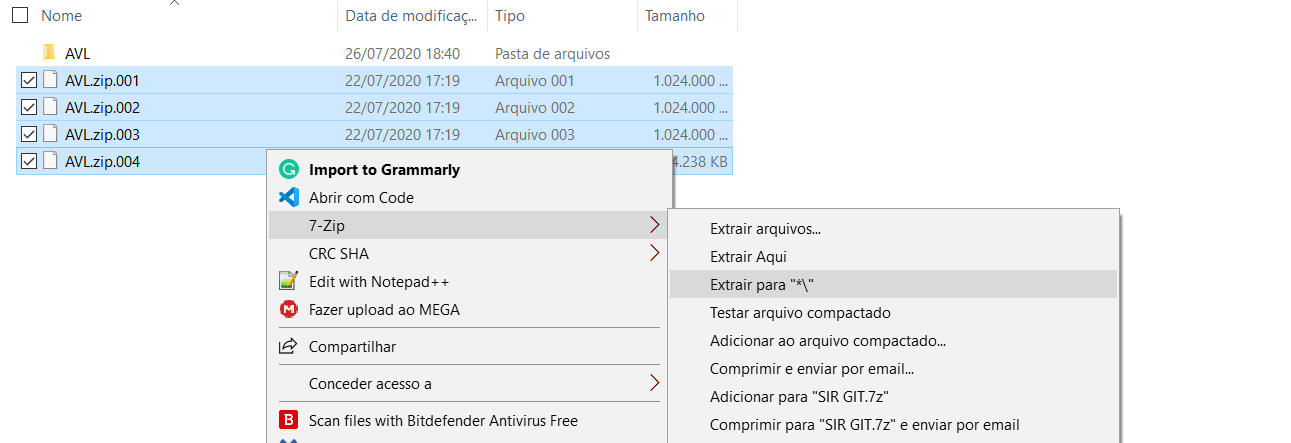 Nome Data de modificaç... Tipo Tamanho
AVL 26/07/2020 18:40 Pasta de arquivos
AVL.zip.001 22/07/2020 17:19 Arquivo 001 1.024.000 ...
AVL.zip.002 22/07/2020 17:19 Arquivo 002 1.024.000 ...
AVL.zip.003 22/07/2020 17:19 Arquivo 003 1.024.000 ...
AVL.zip.004 4.238 KB
Import to Grammarly
Abrir com Code
7-Zip
CRC SHA
Edit with Notepad++
Fazer upload ao MEGA
Compartilhar
Conceder acesso a
Scan files with Bitdefender Antivirus Free
Extrair arquivos...
Extrair Aqui
Extrair para "*\"
Testar arquivo compactado
Adicionar ao arquivo compactado...
Comprimir e enviar por email...
Adicionar para "SIR GIT.7z"
Comprimir para "SIR GIT.7z" e enviar por email